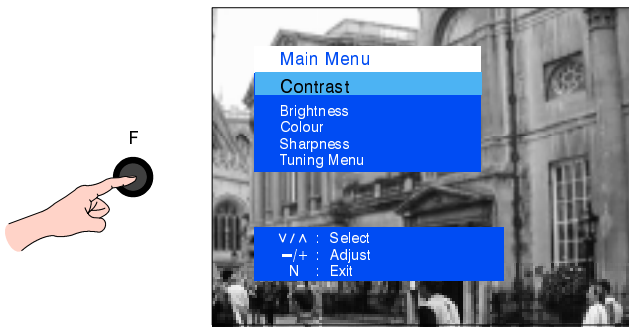 F
Main Menu
Contrast
Brightness
Colour
Sharpness
Tuning Menu
∨/∧ : Select
−/+ : Adjust
N : Exit